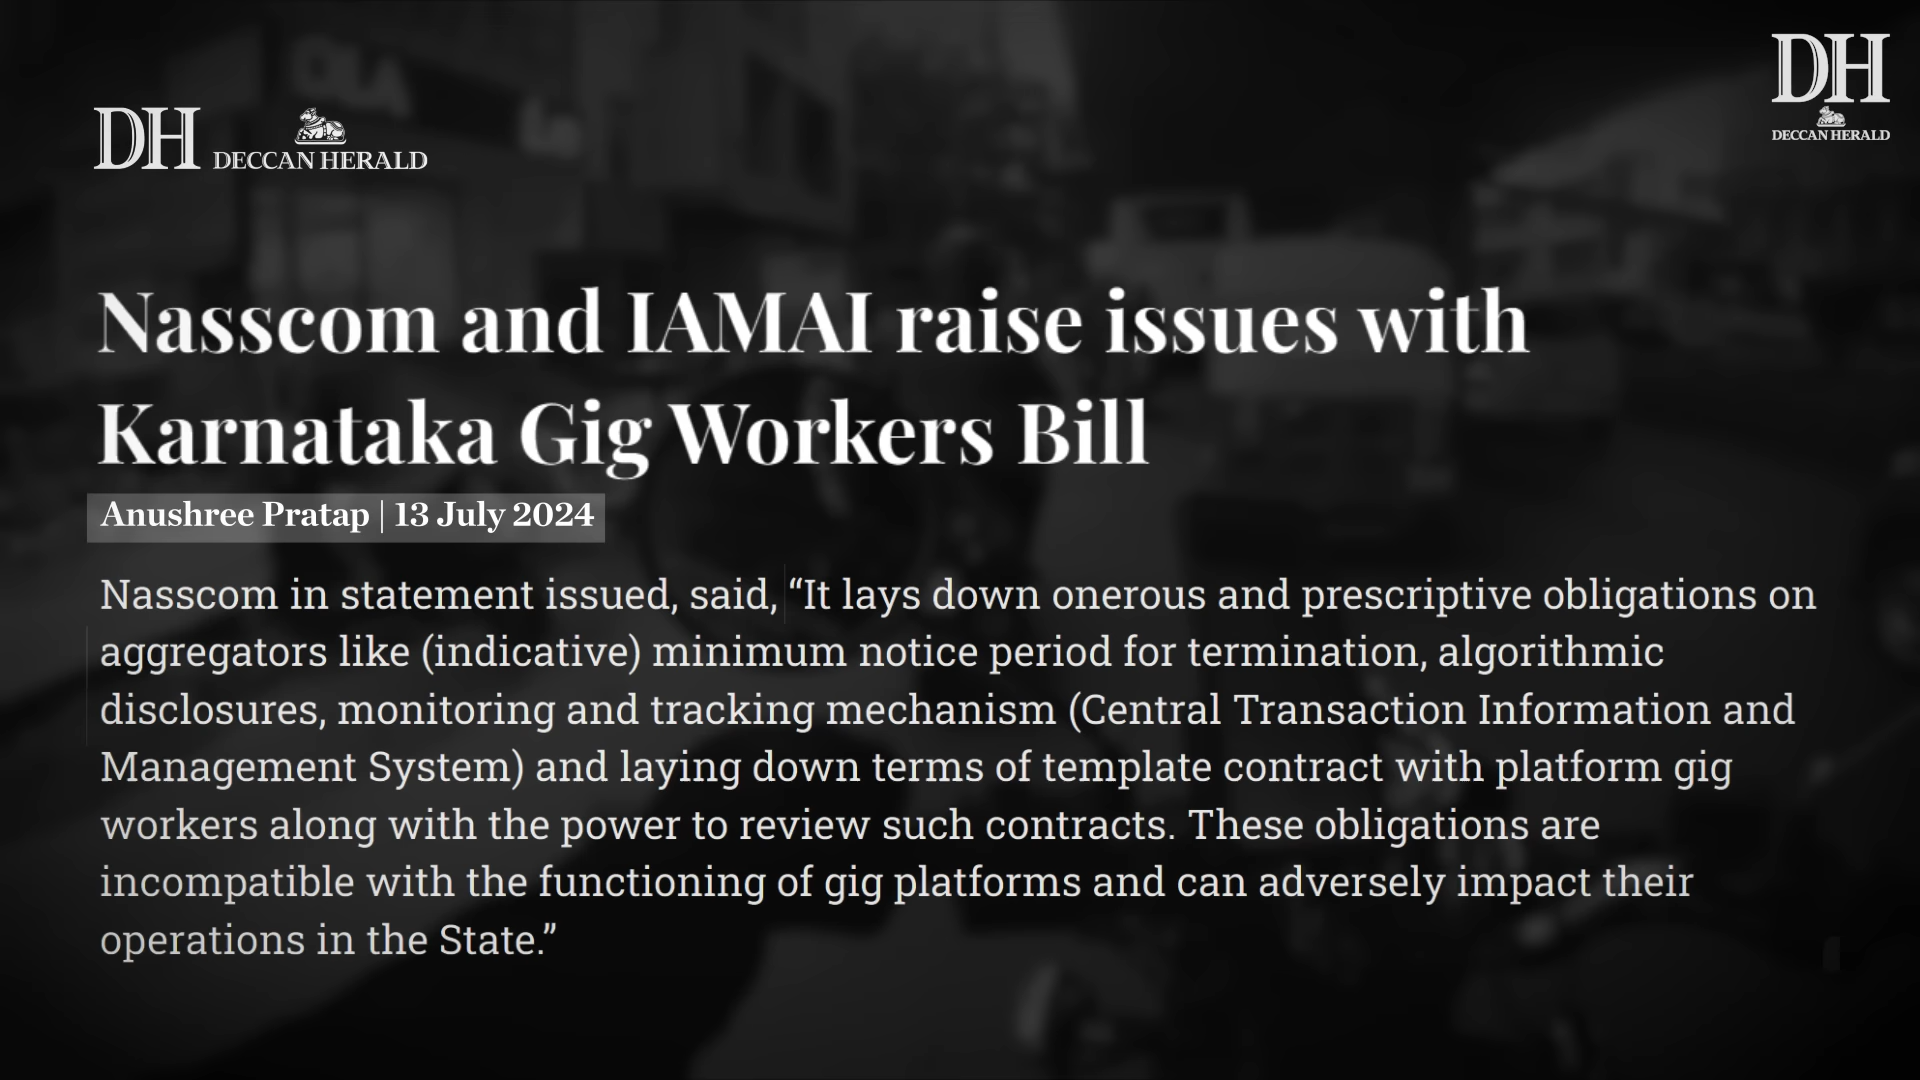 DH DECCAN HERALD
DH
DECCAN HERALD
Nasscom and IAMAI raise issues with
Karnataka Gig Workers Bill
Anushree Pratap | 13 July 2024
Nasscom in statement issued, said, “It lays down onerous and prescriptive obligations on
aggregators like (indicative) minimum notice period for termination, algorithmic
disclosures, monitoring and tracking mechanism (Central Transaction Information and
Management System) and laying down terms of template contract with platform gig
workers along with the power to review such contracts. These obligations are
incompatible with the functioning of gig platforms and can adversely impact their
operations in the State.”